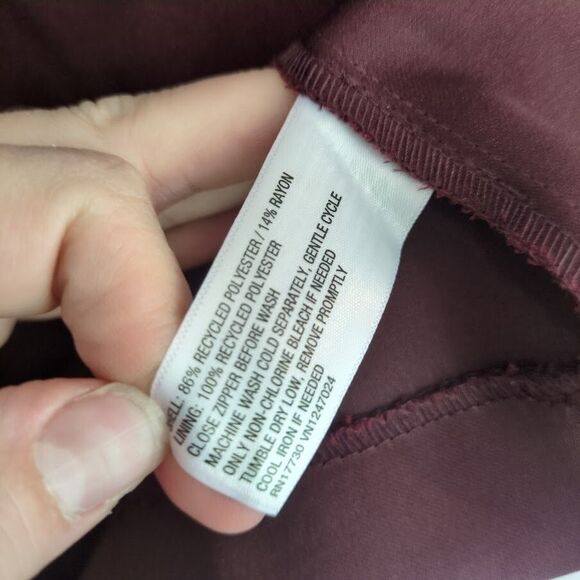 SHELL: 86% RECYCLED POLYESTER / 14% RAYON
LINING: 100% RECYCLED POLYESTER
CLOSE ZIPPER BEFORE WASH
MACHINE WASH COLD SEPARATELY, GENTLE CYCLE
ONLY NON-CHLORINE BLEACH IF NEEDED
TUMBLE DRY LOW, REMOVE PROMPTLY
COOL IRON IF NEEDED
RN17730 VN1247024